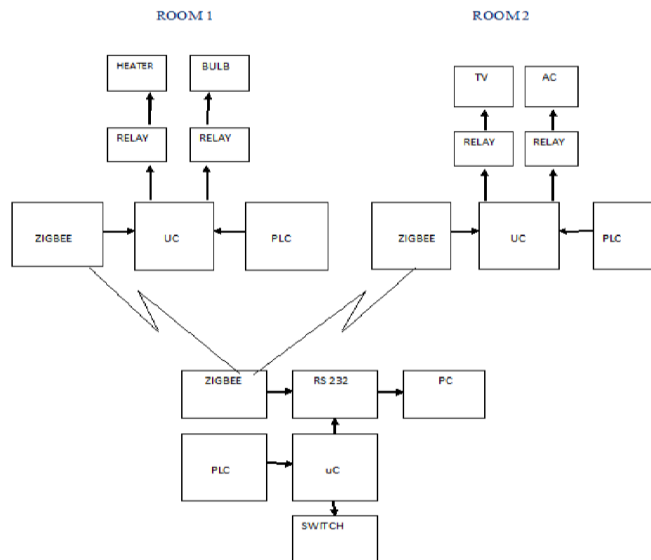 ROOM 1
ROOM 2
HEATER
BULB
TV
AC
RELAY
RELAY
RELAY
RELAY
ZIGBEE
UC
PLC
ZIGBEE
UC
PLC
ZIGBEE
RS 232
PC
PLC
uC
SWITCH